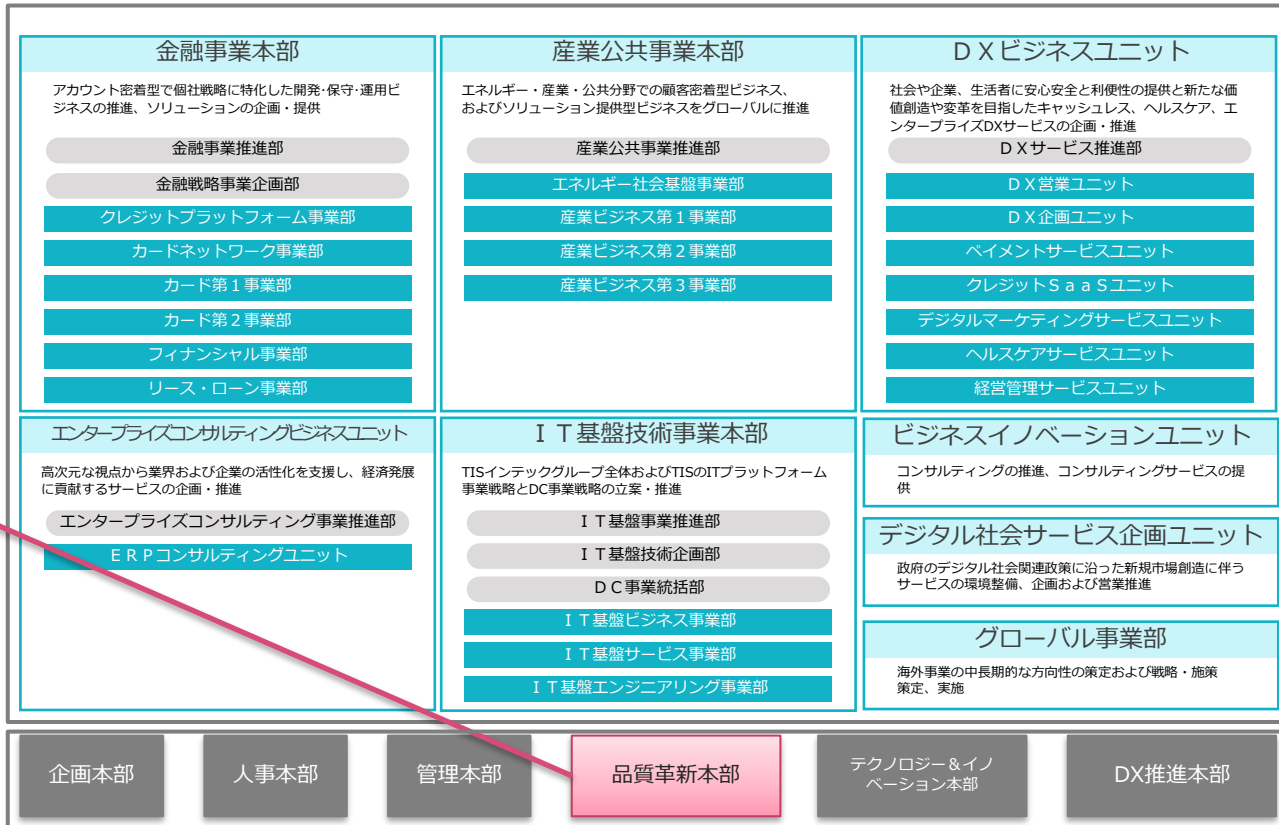 金融事業本部
アカウント密着型で個社戦略に特化した開発･保守･運用ビ
ジネスの推進、ソリューションの企画・提供
金融事業推進部
金融戦略事業企画部
クレジットプラットフォーム事業部
カードネットワーク事業部
カード第１事業部
カード第２事業部
フィナンシャル事業部
リース・ローン事業部
産業公共事業本部
エネルギー・産業・公共分野での顧客密着型ビジネス、
およびソリューション提供型ビジネスをグローバルに推進
産業公共事業推進部
エネルギー社会基盤事業部
産業ビジネス第１事業部
産業ビジネス第２事業部
産業ビジネス第３事業部
ＤＸビジネスユニット
社会や企業、生活者に安心安全と利便性の提供と新たな価
値創造や変革を目指したキャッシュレス、ヘルスケア、エ
ンタープライズDXサービスの企画・推進
ＤＸサービス推進部
ＤＸ営業ユニット
ＤＸ企画ユニット
ペイメントサービスユニット
クレジットＳａａＳユニット
デジタルマーケティングサービスユニット
ヘルスケアサービスユニット
経営管理サービスユニット
エンタープライズコンサルティングビジネスユニット
高次元な視点から業界および企業の活性化を支援し、経済発展
に貢献するサービスの企画・推進
エンタープライズコンサルティング事業推進部
ＥＲＰコンサルティングユニット
ＩＴ基盤技術事業本部
TISインテックグループ全体およびTISのITプラットフォーム
事業戦略とDC事業戦略の立案・推進
ＩＴ基盤事業推進部
ＩＴ基盤技術企画部
ＤＣ事業統括部
ＩＴ基盤ビジネス事業部
ＩＴ基盤サービス事業部
ＩＴ基盤エンジニアリング事業部
ビジネスイノベーションユニット
コンサルティングの推進、コンサルティングサービスの提
供
デジタル社会サービス企画ユニット
政府のデジタル社会関連政策に沿った新規市場創造に伴う
サービスの環境整備、企画および営業推進
グローバル事業部
海外事業の中長期的な方向性の策定および戦略・施策
策定、実施
企画本部
人事本部
管理本部
品質革新本部
テクノロジー＆イノ
ベーション本部
DX推進本部